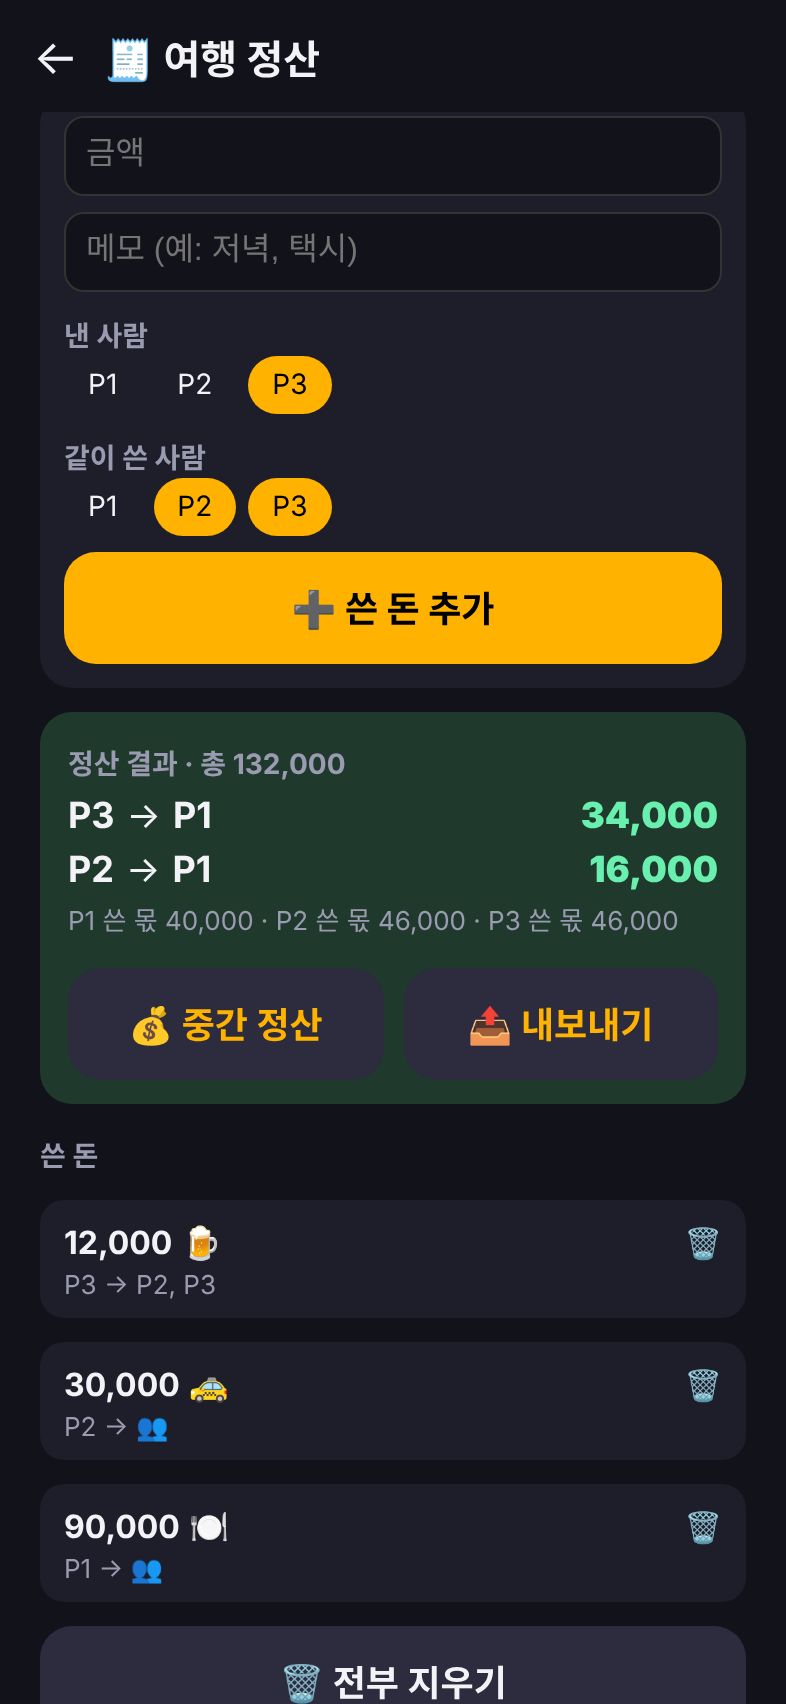 ← 🧾 여행 정산
금액
메모 (예: 저녁, 택시)
낸 사람
P1 P2 P3
같이 쓴 사람
P1 P2 P3
➕ 쓴 돈 추가
정산 결과 · 총 132,000
P3 → P1 34,000
P2 → P1 16,000
P1 쓴 몫 40,000 · P2 쓴 몫 46,000 · P3 쓴 몫 46,000
💰 중간 정산 📤 내보내기
쓴 돈
12,000 🍺 🗑️
P3 → P2, P3
30,000 🚕 🗑️
P2 → 👥
90,000 🍽️ 🗑️
P1 → 👥
🗑️ 전부 지우기